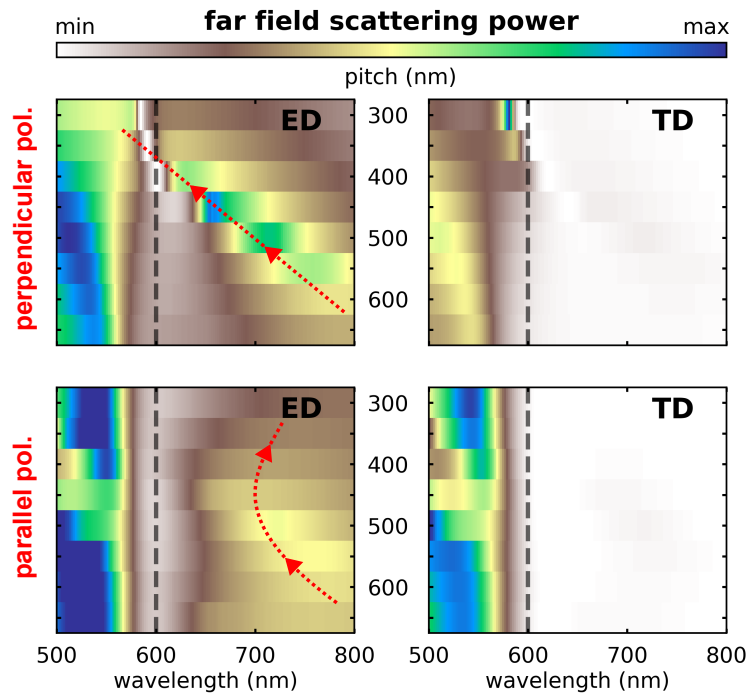 far field scattering power
min
max
pitch (nm)
perpendicular pol.
ED
300
400
500
600
TD
parallel pol.
ED
300
400
500
600
TD
500 600 700 800
500 600 700 800
wavelength (nm)
wavelength (nm)